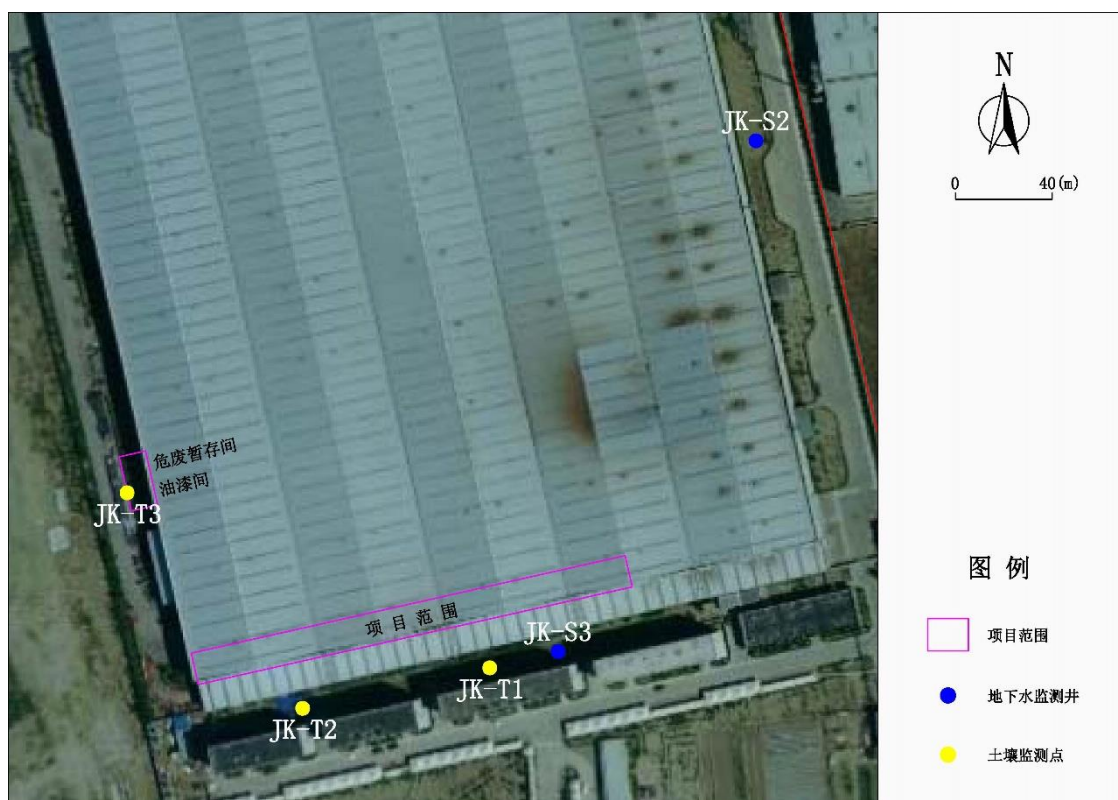 N
JK-S2
0 40(m)
危废暂存间
油漆间
JK-T3
图 例
项 目 范 围
JK-S3
项目范围
JK-T1
地下水监测井
JK-T2
土壤监测点